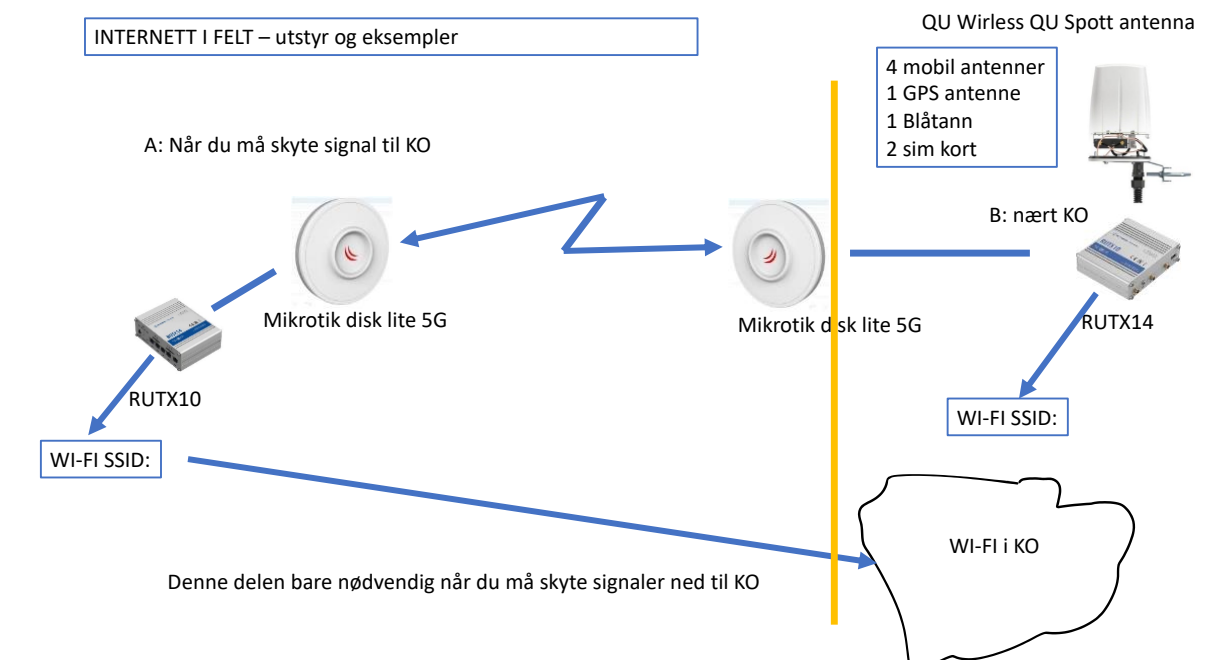 QU Wirless QU Spott antenna
INTERNETT I FELT – utstyr og eksempler
4 mobil antenner
1 GPS antenne
1 Blåtann
2 sim kort
A: Når du må skyte signal til KO
B: nært KO
Mikrotik disk lite 5G
Mikrotik disk lite 5G
RUTX14
RUTX10
WI-FI SSID:
WI-FI SSID:
WI-FI i KO
Denne delen bare nødvendig når du må skyte signaler ned til KO